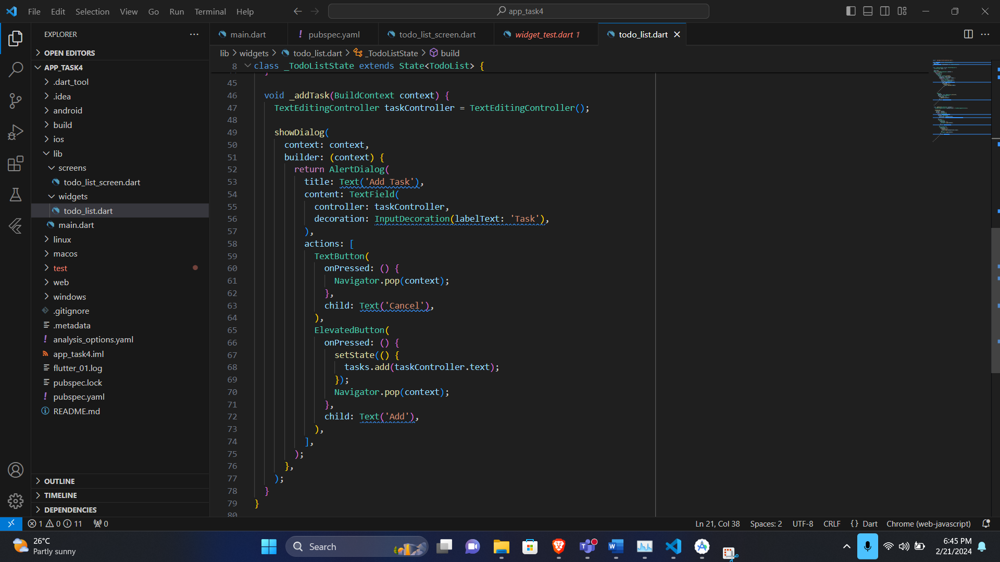 File Edit Selection View Go Run Terminal Help
app_task4
EXPLORER
OPEN EDITORS
APP_TASK4
.dart_tool
.idea
android
build
ios
lib
screens
todo_list_screen.dart
widgets
todo_list.dart
main.dart
linux
macos
test
web
windows
.gitignore
.metadata
analysis_options.yaml
app_task4.iml
flutter_01.log
pubspec.lock
pubspec.yaml
README.md
OUTLINE
TIMELINE
DEPENDENCIES
main.dart
pubspec.yaml
todo_list_screen.dart
widget_test.dart 1
todo_list.dart
lib > widgets > todo_list.dart > _TodoListState > build
8 class _TodoListState extends State<TodoList> {
45
46 void _addTask(BuildContext context) {
47 TextEditingController taskController = TextEditingController();
48
49 showDialog(
50 context: context,
51 builder: (context) {
52 return AlertDialog(
53 title: Text('Add Task'),
54 content: TextField(
55 controller: taskController,
56 decoration: InputDecoration(labelText: 'Task'),
57 ),
58 actions: [
59 TextButton(
60 onPressed: () {
61 Navigator.pop(context);
62 },
63 child: Text('Cancel'),
64 ),
65 ElevatedButton(
66 onPressed: () {
67 setState(() {
68 tasks.add(taskController.text);
69 });
70 Navigator.pop(context);
71 },
72 child: Text('Add'),
73 ),
74 ],
75 );
76 },
77 );
78 }
79 }
80
1 0 11 0
Ln 21, Col 38 Spaces: 2 UTF-8 CRLF {} Dart Chrome (web-javascript)
26°C
Partly sunny
Search
6:45 PM
2/21/2024